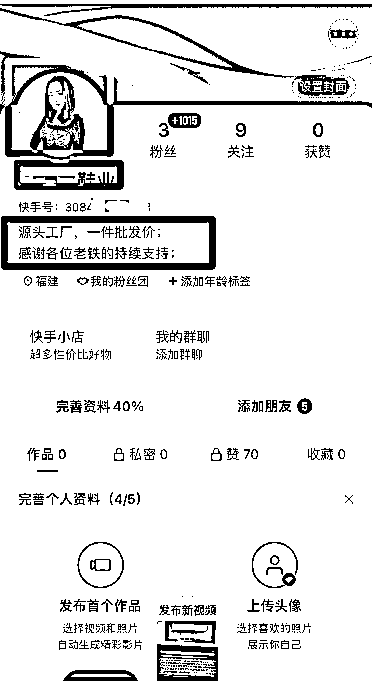 设置封面
3 +1015 9 0
粉丝 关注 获赞
鞋业
快手号：308
源头工厂，一件批发价；
感谢各位老铁的持续支持；
福建 我的粉丝团 + 添加年龄标签
快手小店 我的群聊
超多性价比好物 添加群聊
完善资料 40% 添加朋友 5
作品 0 私密 0 赞 70 收藏 0
完善个人资料（4/5） ×
发布首个作品 发布新视频 上传头像
选择视频和照片 选择喜欢的照片
自动生成精彩影片 展示你自己